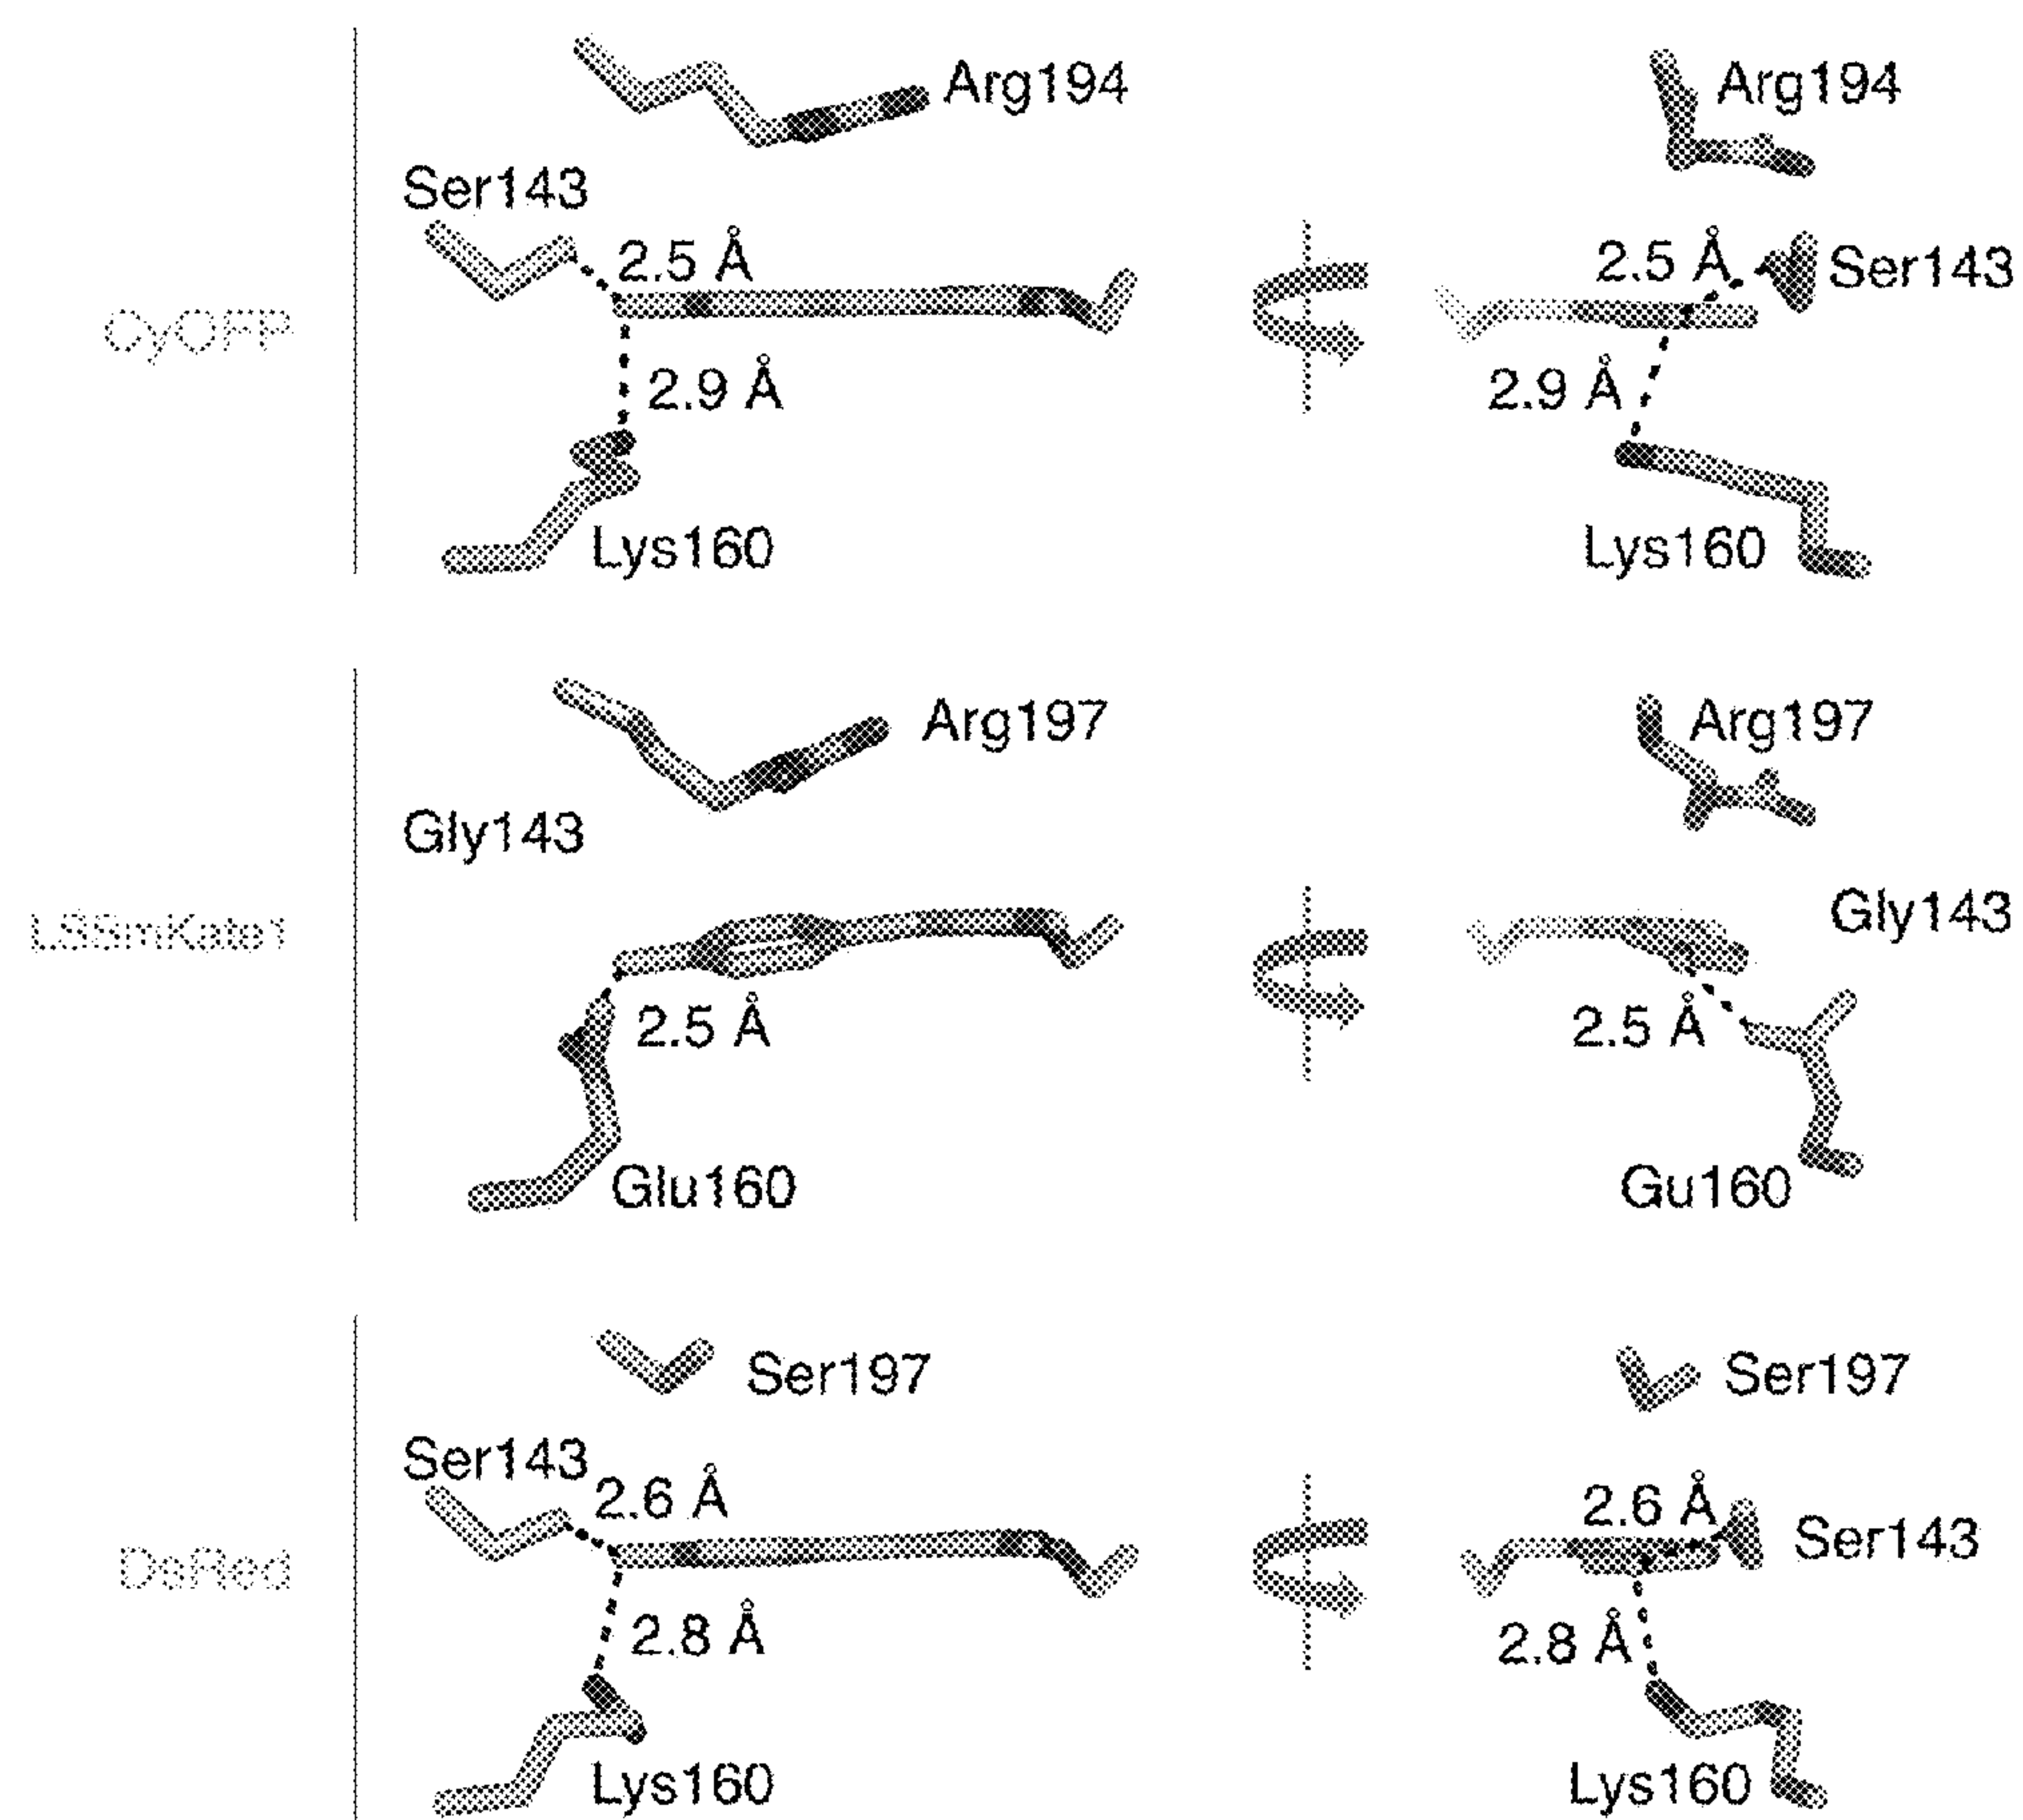 Arg194
Arg194
Ser143
2.5 Å
2.5 Å
Ser143
CyOFP
2.9 Å
2.9 Å
Lys160
Lys160
Arg197
Arg197
Gly143
Gly143
LSSmKate1
2.5 Å
2.5 Å
Glu160
Gu160
Ser197
Ser197
Ser143
2.6 Å
2.6 Å
Ser143
DsRed
2.8 Å
2.8 Å
Lys160
Lys160